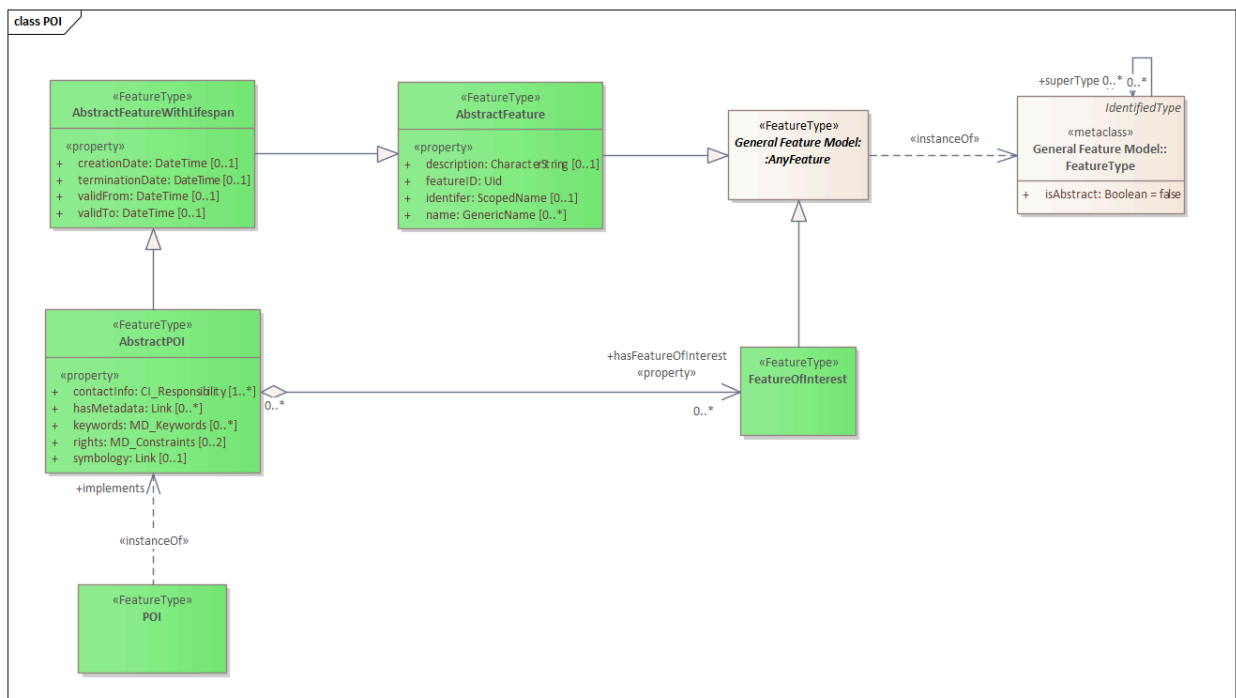 class POI
«FeatureType»
AbstractFeatureWithLifespan
«property»
+ creationDate: DateTime [0..1]
+ terminationDate: DateTime [0..1]
+ validFrom: DateTime [0..1]
+ validTo: DateTime [0..1]
«FeatureType»
AbstractFeature
«property»
+ description: CharacterString [0..1]
+ featureID: Uid
+ identifer: ScopedName [0..1]
+ name: GenericName [0..*]
«FeatureType»
General Feature Model:
:AnyFeature
«instanceOf»
+superType 0..* 0..*
IdentifiedType
«metaclass»
General Feature Model::
FeatureType
+ isAbstract: Boolean = false
«FeatureType»
AbstractPOI
«property»
+ contactInfo: CI_Responsibility [1..*]
+ hasMetadata: Link [0..*]
+ keywords: MD_Keywords [0..*]
+ rights: MD_Constraints [0..2]
+ symbology: Link [0..1]
0..*
+hasFeatureOfInterest
«property»
0..*
«FeatureType»
FeatureOfInterest
+implements
«instanceOf»
«FeatureType»
POI